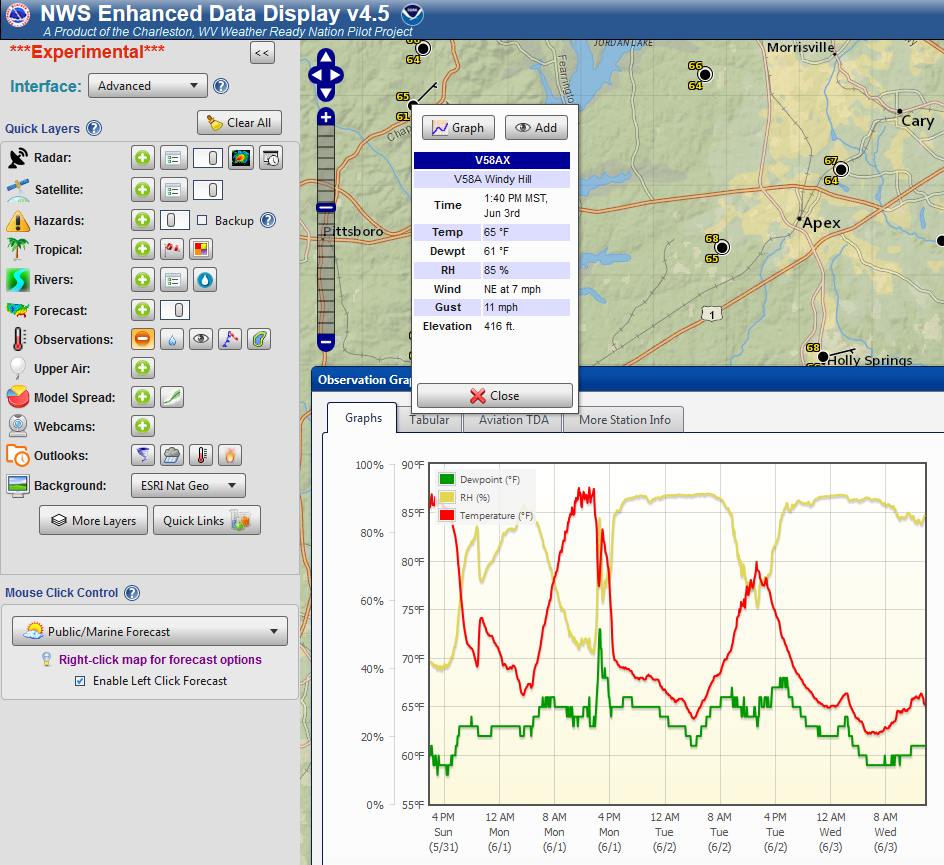 NWS Enhanced Data Display v4.5
A Product of the Charleston, WV Weather Ready Nation Pilot Project
***Experimental***
<<
Interface:
Advanced
Quick Layers
Clear All
Radar:
Satellite:
Hazards:
Backup
Tropical:
Rivers:
Forecast:
Observations:
Upper Air:
Model Spread:
Webcams:
Outlooks:
Background:
ESRI Nat Geo
More Layers
Quick Links
Mouse Click Control
Public/Marine Forecast
Right-click map for forecast options
Enable Left Click Forecast
JORDAN LAKE
Morrisville
64
66
64
Fearrington
65
61
Cary
67
64
Pittsboro
Apex
68
65
1
68
Holly Springs
Graph
Add
V58AX
V58A Windy Hill
Time
1:40 PM MST,
Jun 3rd
Temp
65 °F
Dewpt
61 °F
RH
85 %
Wind
NE at 7 mph
Gust
11 mph
Elevation
416 ft.
Close
Observation Gra
Graphs
Tabular
Aviation TDA
More Station Info
100%
80%
60%
40%
20%
0%
90°F
85°F
80°F
75°F
70°F
65°F
60°F
55°F
Dewpoint (°F)
RH (%)
Temperature (°F)
4 PM
Sun
(5/31)
12 AM
Mon
(6/1)
8 AM
Mon
(6/1)
4 PM
Mon
(6/1)
12 AM
Tue
(6/2)
8 AM
Tue
(6/2)
4 PM
Tue
(6/2)
12 AM
Wed
(6/3)
8 AM
Wed
(6/3)